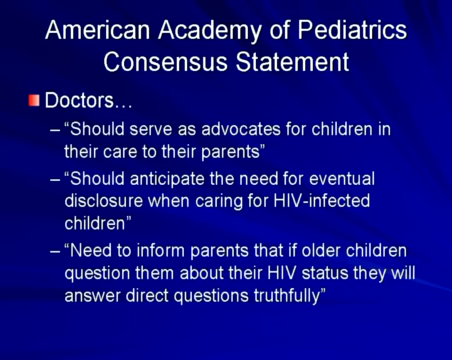 American Academy of Pediatrics
Consensus Statement
Doctors…
– “Should serve as advocates for children in
their care to their parents”
– “Should anticipate the need for eventual
disclosure when caring for HIV-infected
children”
– “Need to inform parents that if older children
question them about their HIV status they will
answer direct questions truthfully”